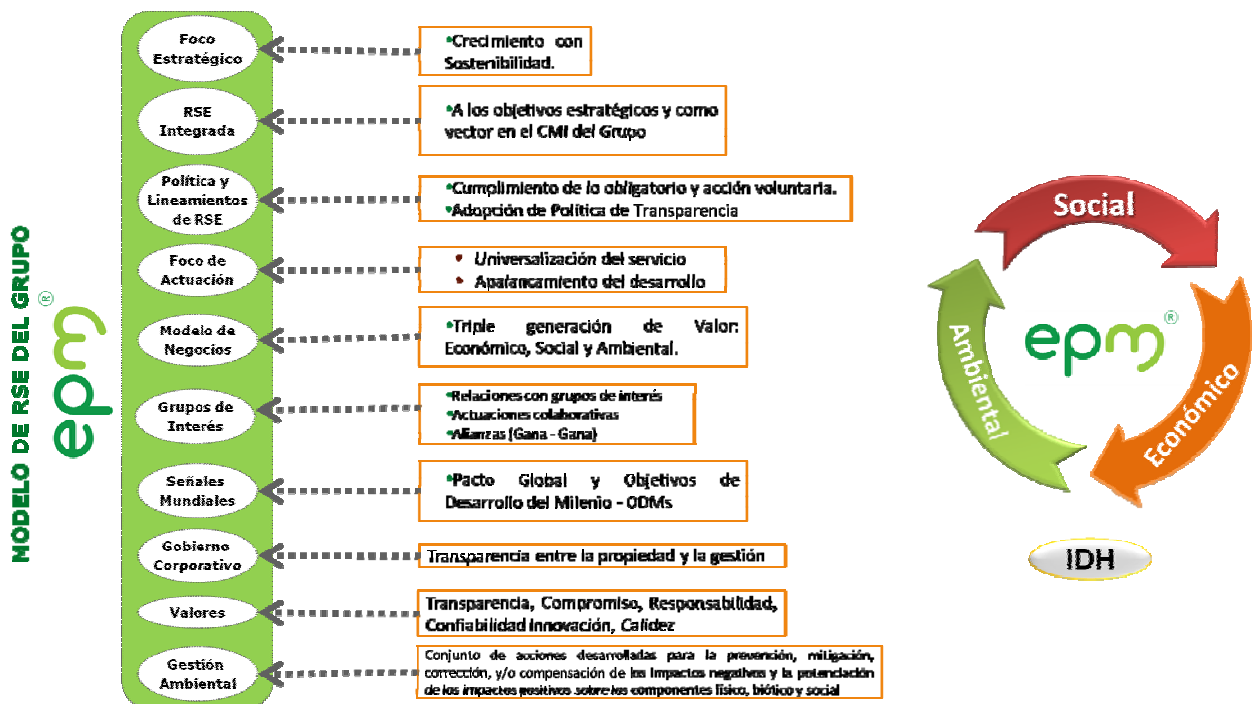 MODELO DE RSE DEL GRUPO
epm®
Foco
Estratégico
•Crecimiento con
Sostenibilidad.
RSE
Integrada
•A los objetivos estratégicos y como
vector en el CMI del Grupo
Política y
Lineamientos
de RSE
•Cumplimiento de lo obligatorio y acción voluntaria.
•Adopción de Política de Transparencia
Foco de
Actuación
• Universalización del servicio
• Apalancamiento del desarrollo
Modelo de
Negocios
•Triple generación de Valor:
Económico, Social y Ambiental.
Grupos de
Interés
•Relaciones con grupos de interés
•Actuaciones colaborativas
•Alianzas (Gana - Gana)
Señales
Mundiales
•Pacto Global y Objetivos de
Desarrollo del Milenio - ODMs
Gobierno
Corporativo
Transparencia entre la propiedad y la gestión
Valores
Transparencia, Compromiso, Responsabilidad,
Confiabilidad Innovación, Calidez
Gestión
Ambiental
Conjunto de acciones desarrolladas para la prevención, mitigación,
corrección, y/o compensación de los impactos negativos y la potenciación
de los impactos positivos sobre los componentes físico, biótico y social
Social
Económico
Ambiental
epm®
IDH